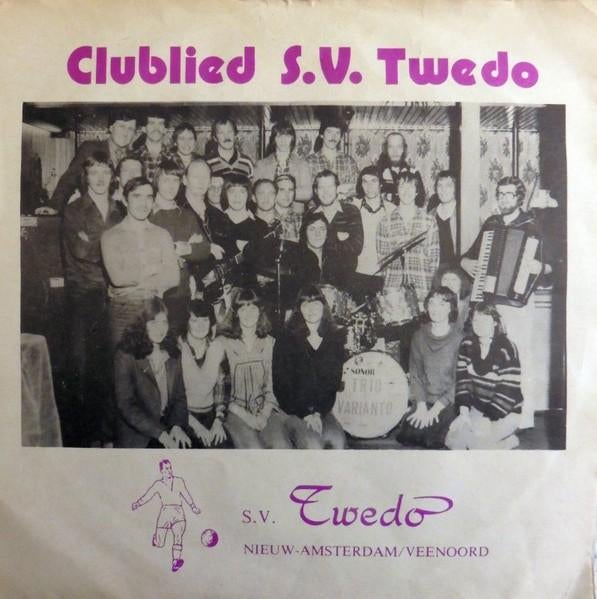 Clublied S.V. Twedo
SONOR
TRIO
VARIANTO
S.V. Twedo
NIEUW-AMSTERDAM/VEENOORD